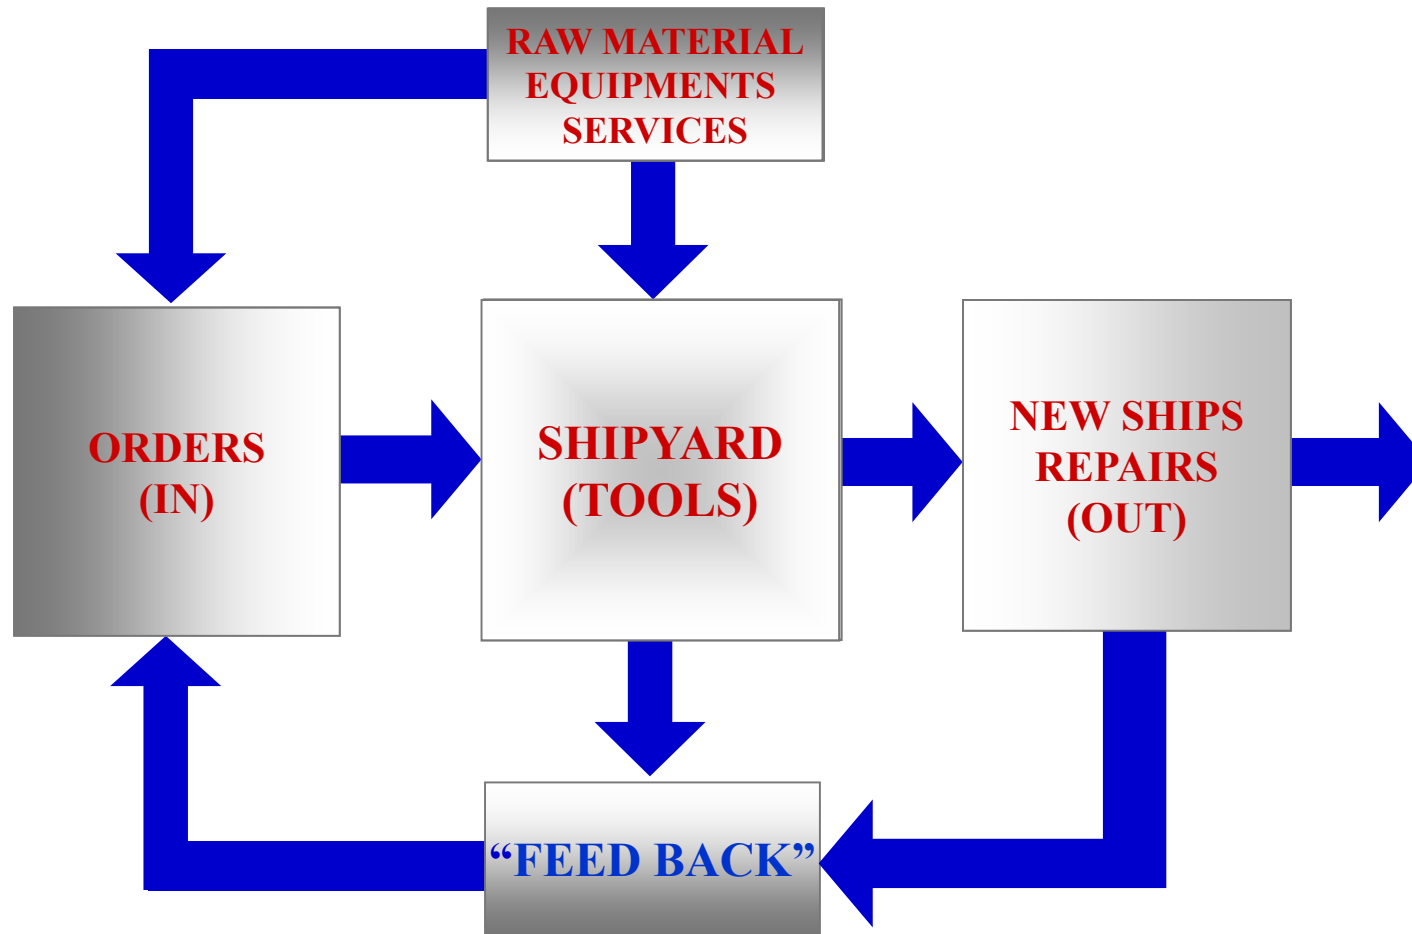 RAW MATERIAL
EQUIPMENTS
SERVICES
ORDERS
(IN)
SHIPYARD
(TOOLS)
NEW SHIPS
REPAIRS
(OUT)
“FEED BACK”